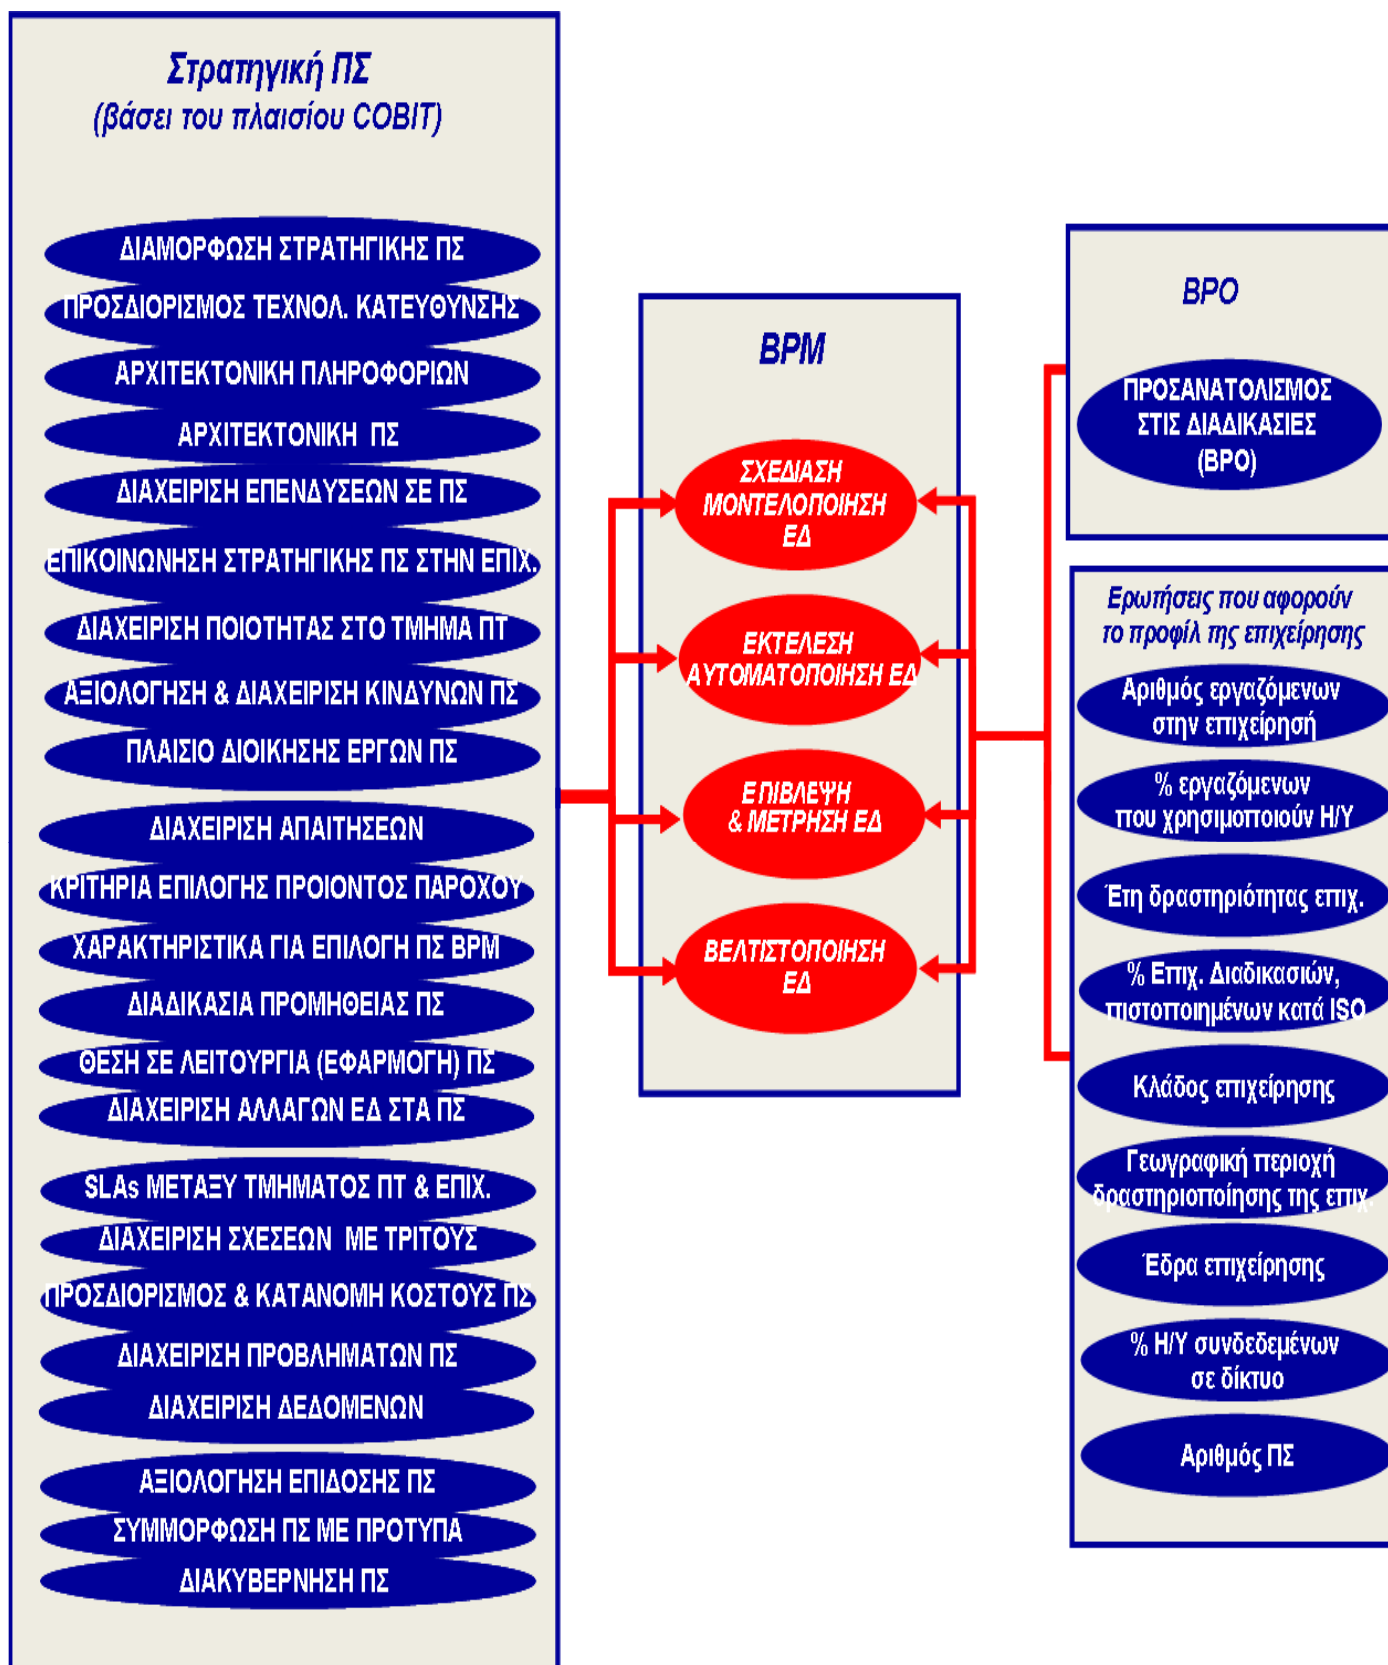 Στρατηγική ΠΣ
(βάσει του πλαισίου COBIT)
ΔΙΑΜΟΡΦΩΣΗ ΣΤΡΑΤΗΓΙΚΗΣ ΠΣ
ΠΡΟΣΔΙΟΡΙΣΜΟΣ ΤΕΧΝΟΛ. ΚΑΤΕΥΘΥΝΣΗΣ
ΑΡΧΙΤΕΚΤΟΝΙΚΗ ΠΛΗΡΟΦΟΡΙΩΝ
ΑΡΧΙΤΕΚΤΟΝΙΚΗ ΠΣ
ΔΙΑΧΕΙΡΙΣΗ ΕΠΕΝΔΥΣΕΩΝ ΣΕ ΠΣ
ΕΠΙΚΟΙΝΩΝΗΣΗ ΣΤΡΑΤΗΓΙΚΗΣ ΠΣ ΣΤΗΝ ΕΠΙΧ.
ΔΙΑΧΕΙΡΙΣΗ ΠΟΙΟΤΗΤΑΣ ΣΤΟ ΤΜΗΜΑ ΠΤ
ΑΞΙΟΛΟΓΗΣΗ & ΔΙΑΧΕΙΡΙΣΗ ΚΙΝΔΥΝΩΝ ΠΣ
ΠΛΑΙΣΙΟ ΔΙΟΙΚΗΣΗΣ ΕΡΓΩΝ ΠΣ
ΔΙΑΧΕΙΡΙΣΗ ΑΠΑΙΤΗΣΕΩΝ
ΚΡΙΤΗΡΙΑ ΕΠΙΛΟΓΗΣ ΠΡΟΙΟΝΤΟΣ ΠΑΡΟΧΟΥ
ΧΑΡΑΚΤΗΡΙΣΤΙΚΑ ΓΙΑ ΕΠΙΛΟΓΗ ΠΣ BPM
ΔΙΑΔΙΚΑΣΙΑ ΠΡΟΜΗΘΕΙΑΣ ΠΣ
ΘΕΣΗ ΣΕ ΛΕΙΤΟΥΡΓΙΑ (ΕΦΑΡΜΟΓΗ) ΠΣ
ΔΙΑΧΕΙΡΙΣΗ ΑΛΛΑΓΩΝ ΕΔ ΣΤΑ ΠΣ
SLAs ΜΕΤΑΞΥ ΤΜΗΜΑΤΟΣ ΠΤ & ΕΠΙΧ.
ΔΙΑΧΕΙΡΙΣΗ ΣΧΕΣΕΩΝ ΜΕ ΤΡΙΤΟΥΣ
ΠΡΟΣΔΙΟΡΙΣΜΟΣ & ΚΑΤΑΝΟΜΗ ΚΟΣΤΟΥΣ ΠΣ
ΔΙΑΧΕΙΡΙΣΗ ΠΡΟΒΛΗΜΑΤΩΝ ΠΣ
ΔΙΑΧΕΙΡΙΣΗ ΔΕΔΟΜΕΝΩΝ
ΑΞΙΟΛΟΓΗΣΗ ΕΠΙΔΟΣΗΣ ΠΣ
ΣΥΜΜΟΡΦΩΣΗ ΠΣ ΜΕ ΠΡΟΤΥΠΑ
ΔΙΑΚΥΒΕΡΝΗΣΗ ΠΣ
BPM
ΣΧΕΔΙΑΣΗ
ΜΟΝΤΕΛΟΠΟΙΗΣΗ
ΕΔ
ΕΚΤΕΛΕΣΗ
ΑΥΤΟΜΑΤΟΠΟΙΗΣΗ ΕΔ
ΕΠΙΒΛΕΨΗ
& ΜΕΤΡΗΣΗ ΕΔ
ΒΕΛΤΙΣΤΟΠΟΙΗΣΗ
ΕΔ
BPO
ΠΡΟΣΑΝΑΤΟΛΙΣΜΟΣ
ΣΤΙΣ ΔΙΑΔΙΚΑΣΙΕΣ
(BPO)
Ερωτήσεις που αφορούν
το προφίλ της επιχείρησης
Αριθμός εργαζόμενων
στην επιχείρησή
% εργαζόμενων
που χρησιμοποιούν Η/Υ
Έτη δραστηριότητας επιχ.
% Επιχ. Διαδικασιών,
πιστοποιημένων κατά ISO
Κλάδος επιχείρησης
Γεωγραφική περιοχή
δραστηριοποίησης της επιχ.
Έδρα επιχείρησης
% Η/Υ συνδεδεμένων
σε δίκτυο
Αριθμός ΠΣ